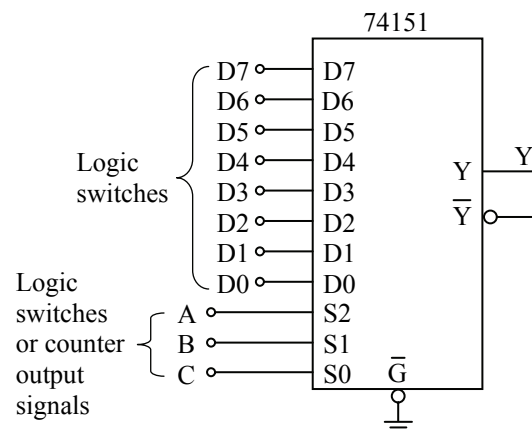 74151
D7 D7
D6 D6
D5 D5
D4 D4
D3 D3
D2 D2
D1 D1
D0 D0
Logic
switches
Y Y
Y̅
Logic
switches
or counter
output
signals
A S2
B S1
C S0
G̅